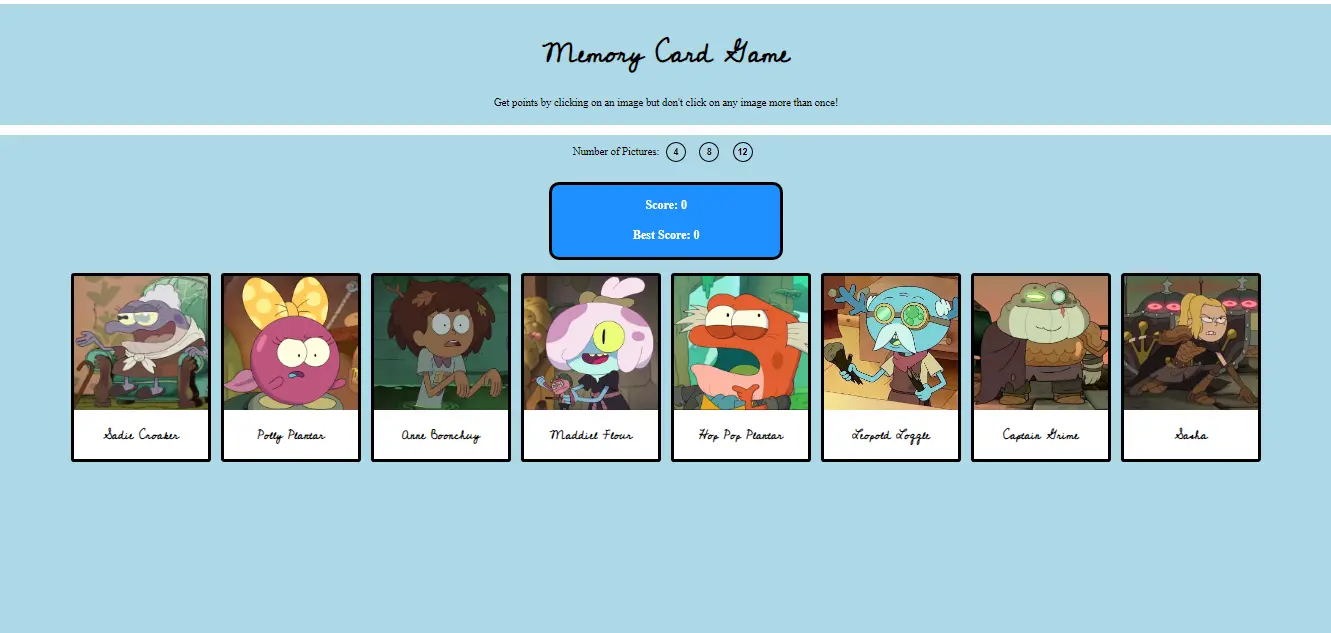 Memory Card Game
Get points by clicking on an image but don't click on any image more than once!
Number of Pictures: 4 8 12
Score: 0
Best Score: 0
Sadie Croaker Polly Plantar Anne Boonchuy Maddiel Flour Hop Pop Plantar Leopold Loggle Captain Grime Sasha